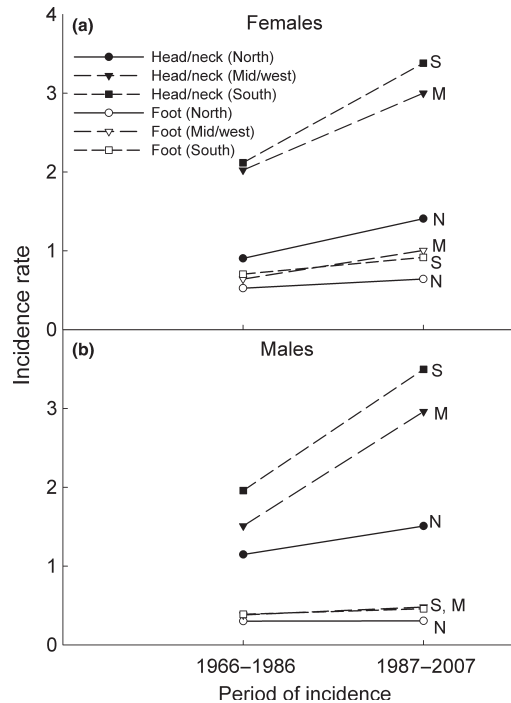 4
(a)
Females
Head/neck (North)
Head/neck (Mid/west)
Head/neck (South)
Foot (North)
Foot (Mid/west)
Foot (South)
S
M
3
2
N
1
M
S
N
0
Incidence rate
(b)
Males
S
M
3
2
N
1
S, M
N
0
1966–1986
1987–2007
Period of incidence